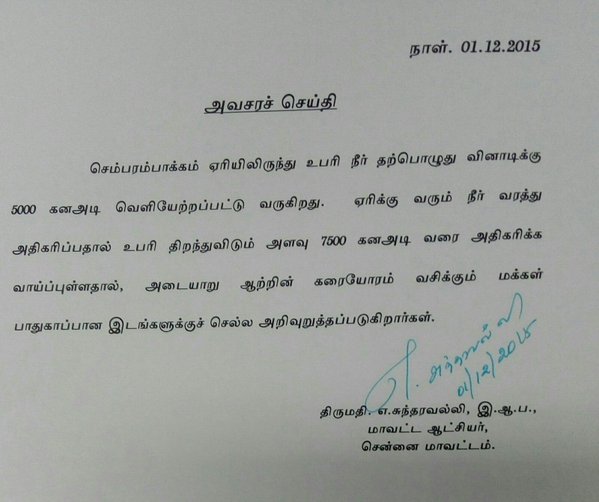 நாள். 01.12.2015
அவசரச் செய்தி
செம்பரம்பாக்கம் ஏரியிலிருந்து உபரி நீர் தற்பொழுது வினாடிக்கு
5000 கனஅடி வெளியேற்றப்பட்டு வருகிறது. ஏரிக்கு வரும் நீர் வரத்து
அதிகரிப்பதால் உபரி திறந்துவிடும் அளவு 7500 கனஅடி வரை அதிகரிக்க
வாய்ப்புள்ளதால், அடையாறு ஆற்றின் கரையோரம் வசிக்கும் மக்கள்
பாதுகாப்பான இடங்களுக்குச் செல்ல அறிவுறுத்தப்படுகிறார்கள்.
01/12/2015
திருமதி. எ.சுந்தரவல்லி, இ.ஆ.ப.,
மாவட்ட ஆட்சியர்,
சென்னை மாவட்டம்.